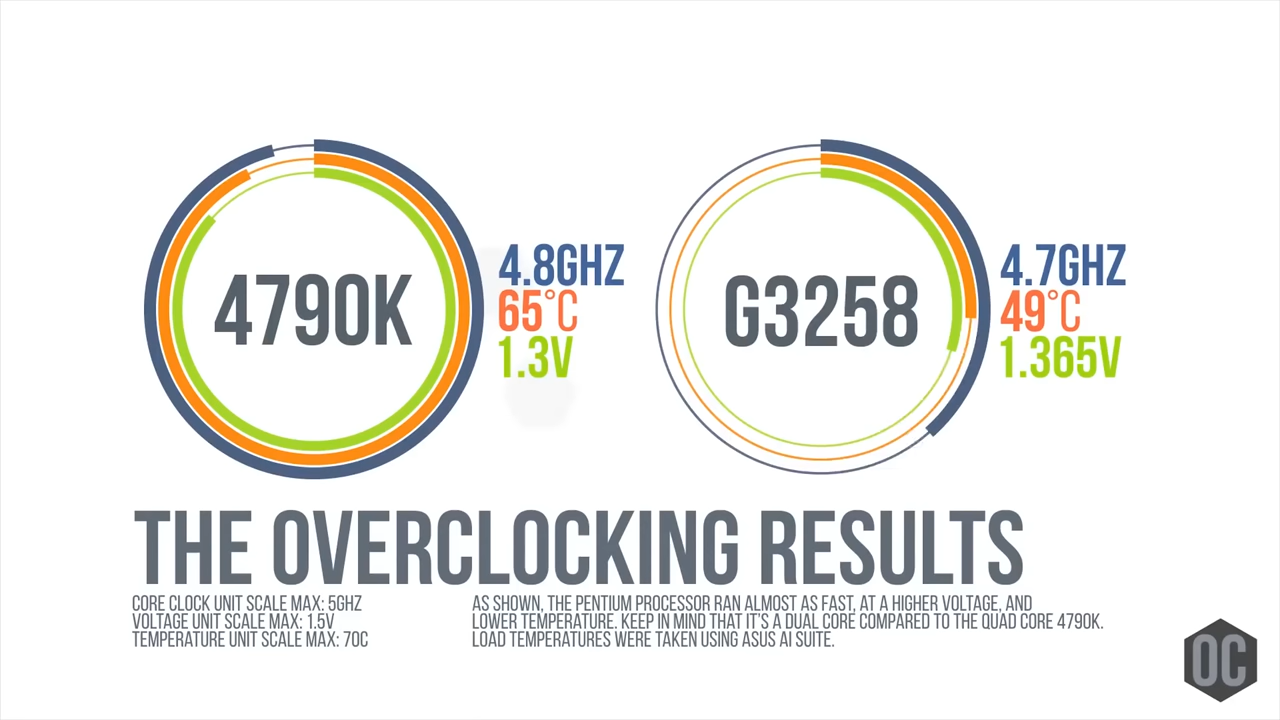 4790K
4.8GHZ
65°C
1.3V
G3258
4.7GHZ
49°C
1.365V
THE OVERCLOCKING RESULTS
CORE CLOCK UNIT SCALE MAX: 5GHZ
VOLTAGE UNIT SCALE MAX: 1.5V
TEMPERATURE UNIT SCALE MAX: 70C
AS SHOWN, THE PENTIUM PROCESSOR RAN ALMOST AS FAST, AT A HIGHER VOLTAGE, AND
LOWER TEMPERATURE. KEEP IN MIND THAT IT'S A DUAL CORE COMPARED TO THE QUAD CORE 4790K.
LOAD TEMPERATURES WERE TAKEN USING ASUS AI SUITE.
OC